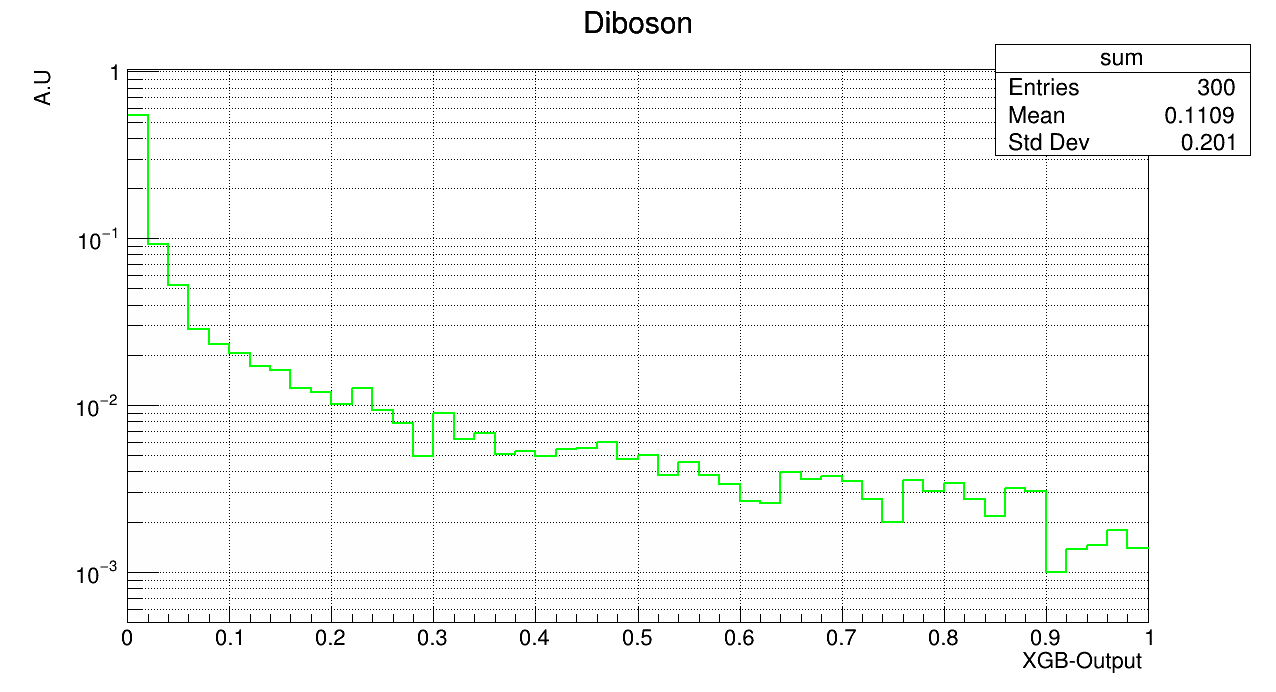 Diboson
sum
Entries 300
Mean 0.1109
Std Dev 0.201
A.U
1
10⁻¹
10⁻²
10⁻³
0 0.1 0.2 0.3 0.4 0.5 0.6 0.7 0.8 0.9 1
XGB-Output